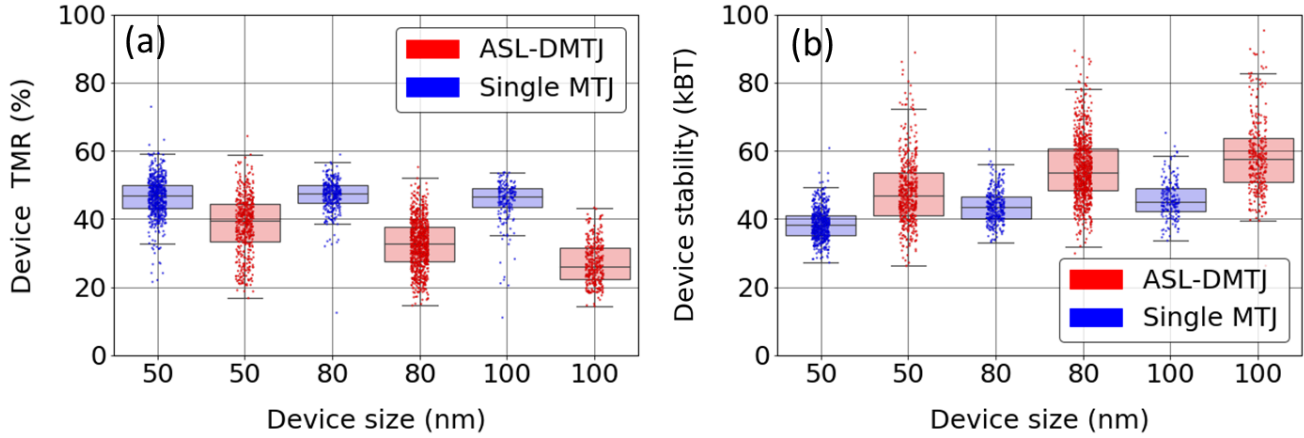 (a)
ASL-DMTJ
Single MTJ
Device TMR (%)
100
80
60
40
20
0
50 50 80 80 100 100
Device size (nm)
(b)
ASL-DMTJ
Single MTJ
Device stability (kBT)
100
80
60
40
20
0
50 50 80 80 100 100
Device size (nm)